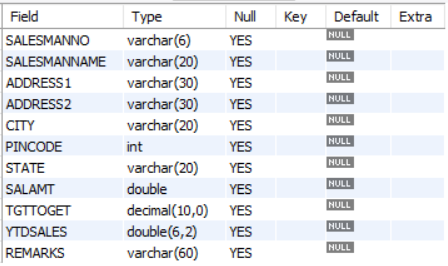 Field Type Null Key Default Extra
SALESMANNO varchar(6) YES NULL
SALESMANNAME varchar(20) YES NULL
ADDRESS1 varchar(30) YES NULL
ADDRESS2 varchar(30) YES NULL
CITY varchar(20) YES NULL
PINCODE int YES NULL
STATE varchar(20) YES NULL
SALAMT double YES NULL
TGTTOGET decimal(10,0) YES NULL
YTDSALES double(6,2) YES NULL
REMARKS varchar(60) YES NULL